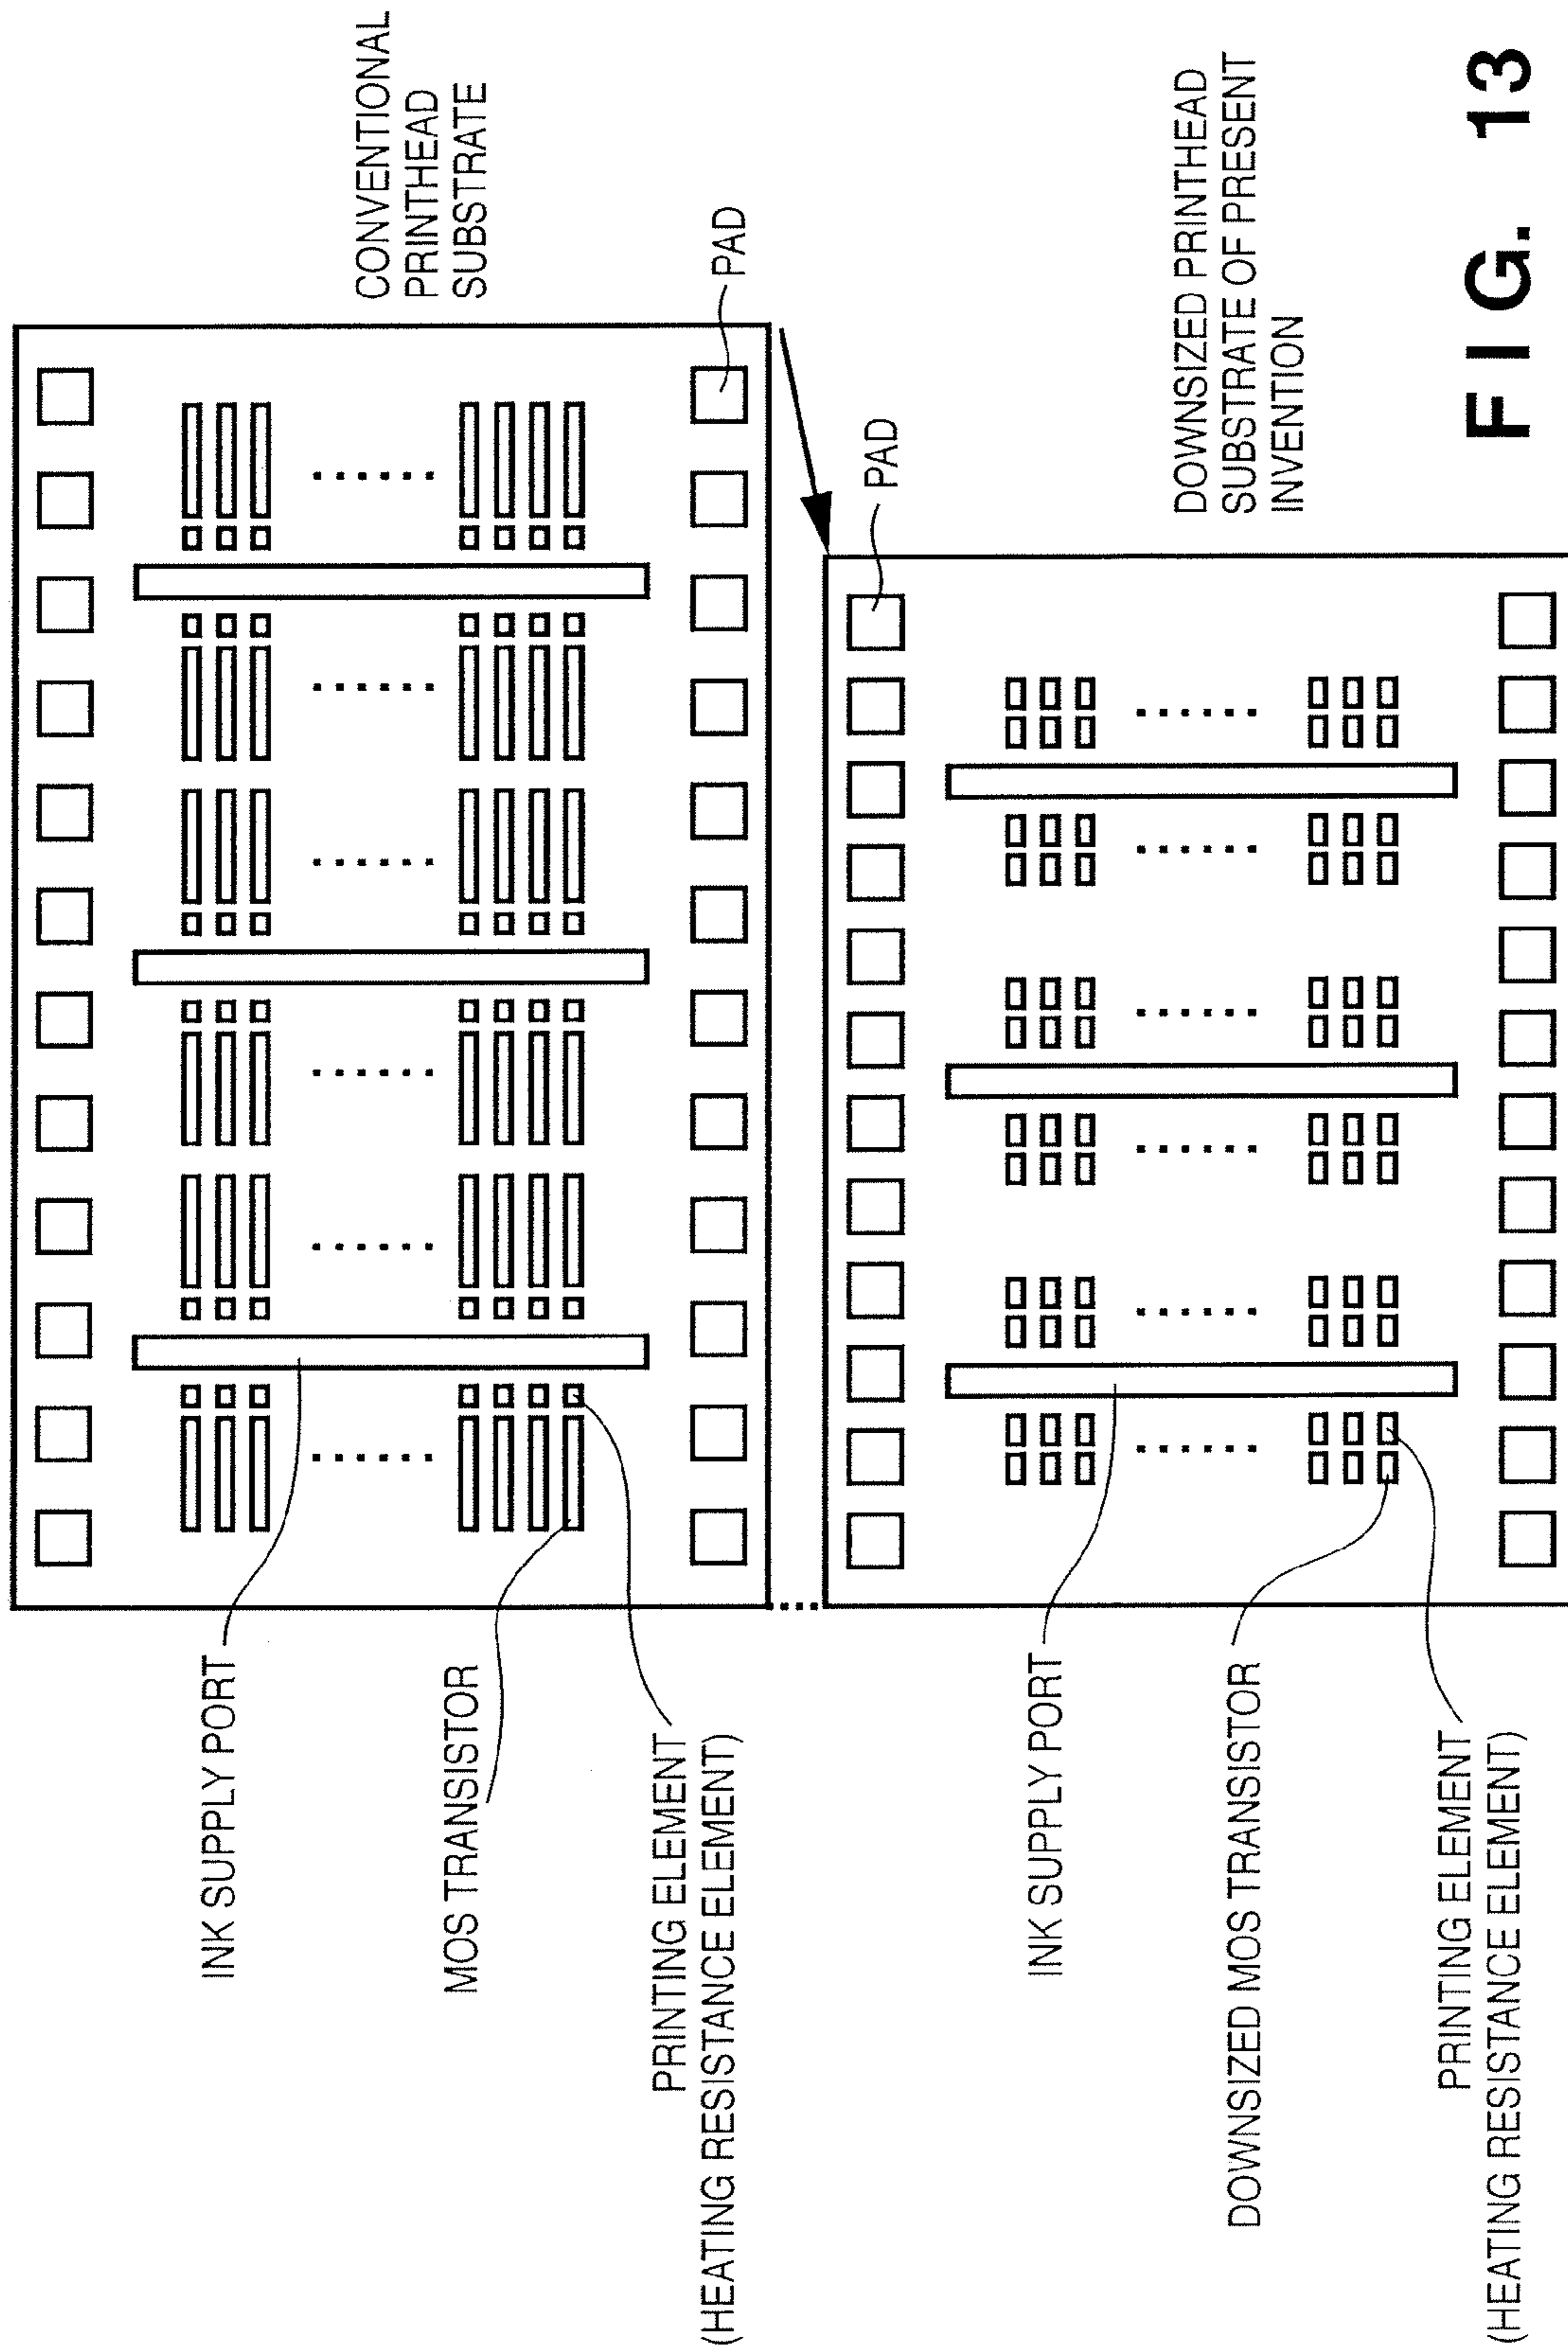 CONVENTIONAL
PRINTHEAD
SUBSTRATE
PAD
INK SUPPLY PORT
MOS TRANSISTOR
PRINTING ELEMENT
(HEATING RESISTANCE ELEMENT)
PAD
DOWNSIZED PRINTHEAD
SUBSTRATE OF PRESENT
INVENTION
INK SUPPLY PORT
DOWNSIZED MOS TRANSISTOR
PRINTING ELEMENT
(HEATING RESISTANCE ELEMENT)
FIG. 13